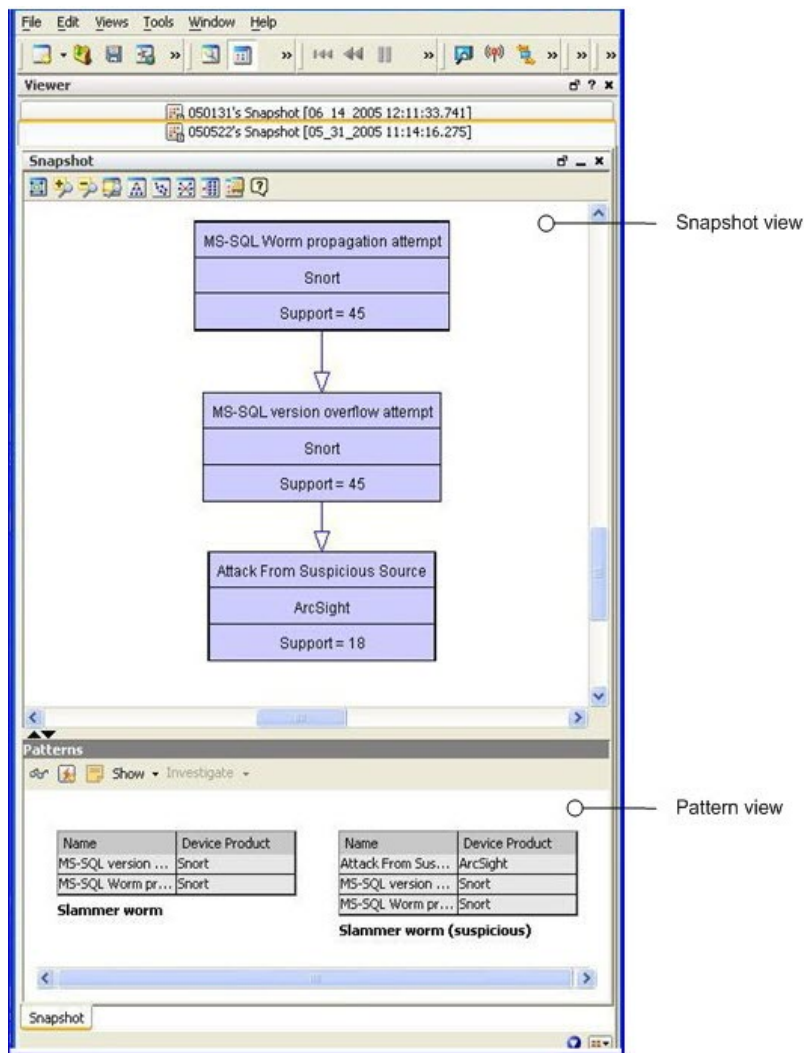 File Edit Views Tools Window Help
Viewer
050131's Snapshot [06_14_2005 12:11:33.741]
050522's Snapshot [05_31_2005 11:14:16.275]
Snapshot
Snapshot view
MS-SQL Worm propagation attempt
Snort
Support = 45
MS-SQL version overflow attempt
Snort
Support = 45
Attack From Suspicious Source
ArcSight
Support = 18
Patterns
Show Investigate
Pattern view
Name Device Product
MS-SQL version ... Snort
MS-SQL Worm pr... Snort
Slammer worm
Name Device Product
Attack From Sus... ArcSight
MS-SQL version ... Snort
MS-SQL Worm pr... Snort
Slammer worm (suspicious)
Snapshot